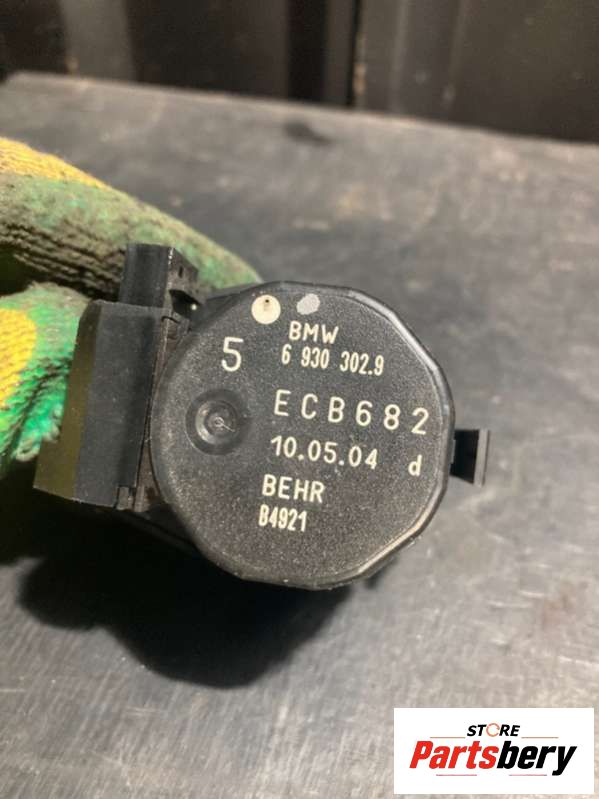 BMW
5 6 930 302.9
ECB682
10.05.04 d
BEHR
B4921
STORE
Partsbery